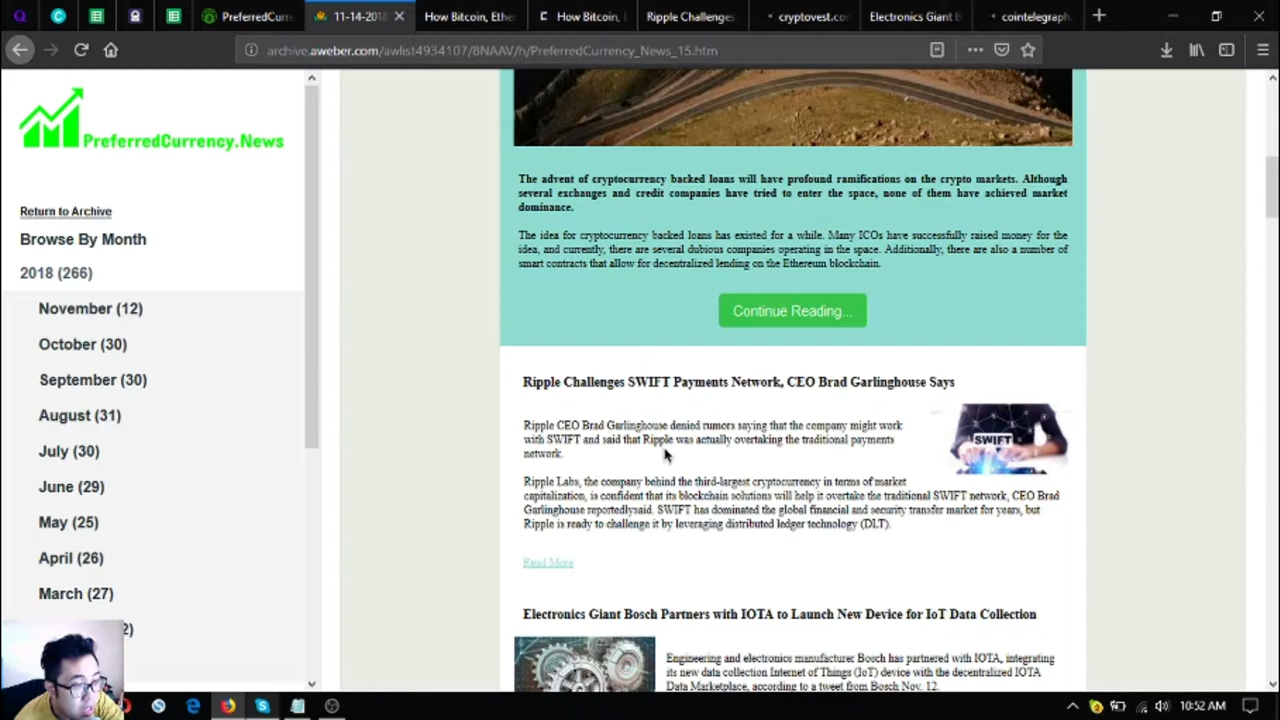 PreferredCurre
11-14-2018
How Bitcoin, Ethe
How Bitcoin,
Ripple Challenges
cryptovest.com
Electronics Giant B
cointelegraph.
archive.aweber.com/awlist4934107/8NAAV/h/PreferredCurrency_News_15.htm
PreferredCurrency.News
Return to Archive
Browse By Month
2018 (266)
November (12)
October (30)
September (30)
August (31)
July (30)
June (29)
May (25)
April (26)
March (27)
2)
The advent of cryptocurrency backed loans will have profound ramifications on the crypto markets. Although
several exchanges and credit companies have tried to enter the space, none of them have achieved market
dominance.
The idea for cryptocurrency backed loans has existed for a while. Many ICOs have successfully raised money for the
idea, and currently, there are several dubious companies operating in the space. Additionally, there are also a number of
smart contracts that allow for decentralized lending on the Ethereum blockchain.
Continue Reading...
Ripple Challenges SWIFT Payments Network, CEO Brad Garlinghouse Says
Ripple CEO Brad Garlinghouse denied rumors saying that the company might work
with SWIFT and said that Ripple was actually overtaking the traditional payments
network.
SWIFT
Ripple Labs, the company behind the third-largest cryptocurrency in terms of market
capitalization, is confident that its blockchain solutions will help it overtake the traditional SWIFT network, CEO Brad
Garlinghouse reportedlysaid. SWIFT has dominated the global financial and security transfer market for years, but
Ripple is ready to challenge it by leveraging distributed ledger technology (DLT).
Read More
Electronics Giant Bosch Partners with IOTA to Launch New Device for IoT Data Collection
Engineering and electronics manufacturer Bosch has partnered with IOTA, integrating
its new data collection Internet of Things (IoT) device with the decentralized IOTA
Data Marketplace, according to a tweet from Bosch Nov. 12.
10:52 AM